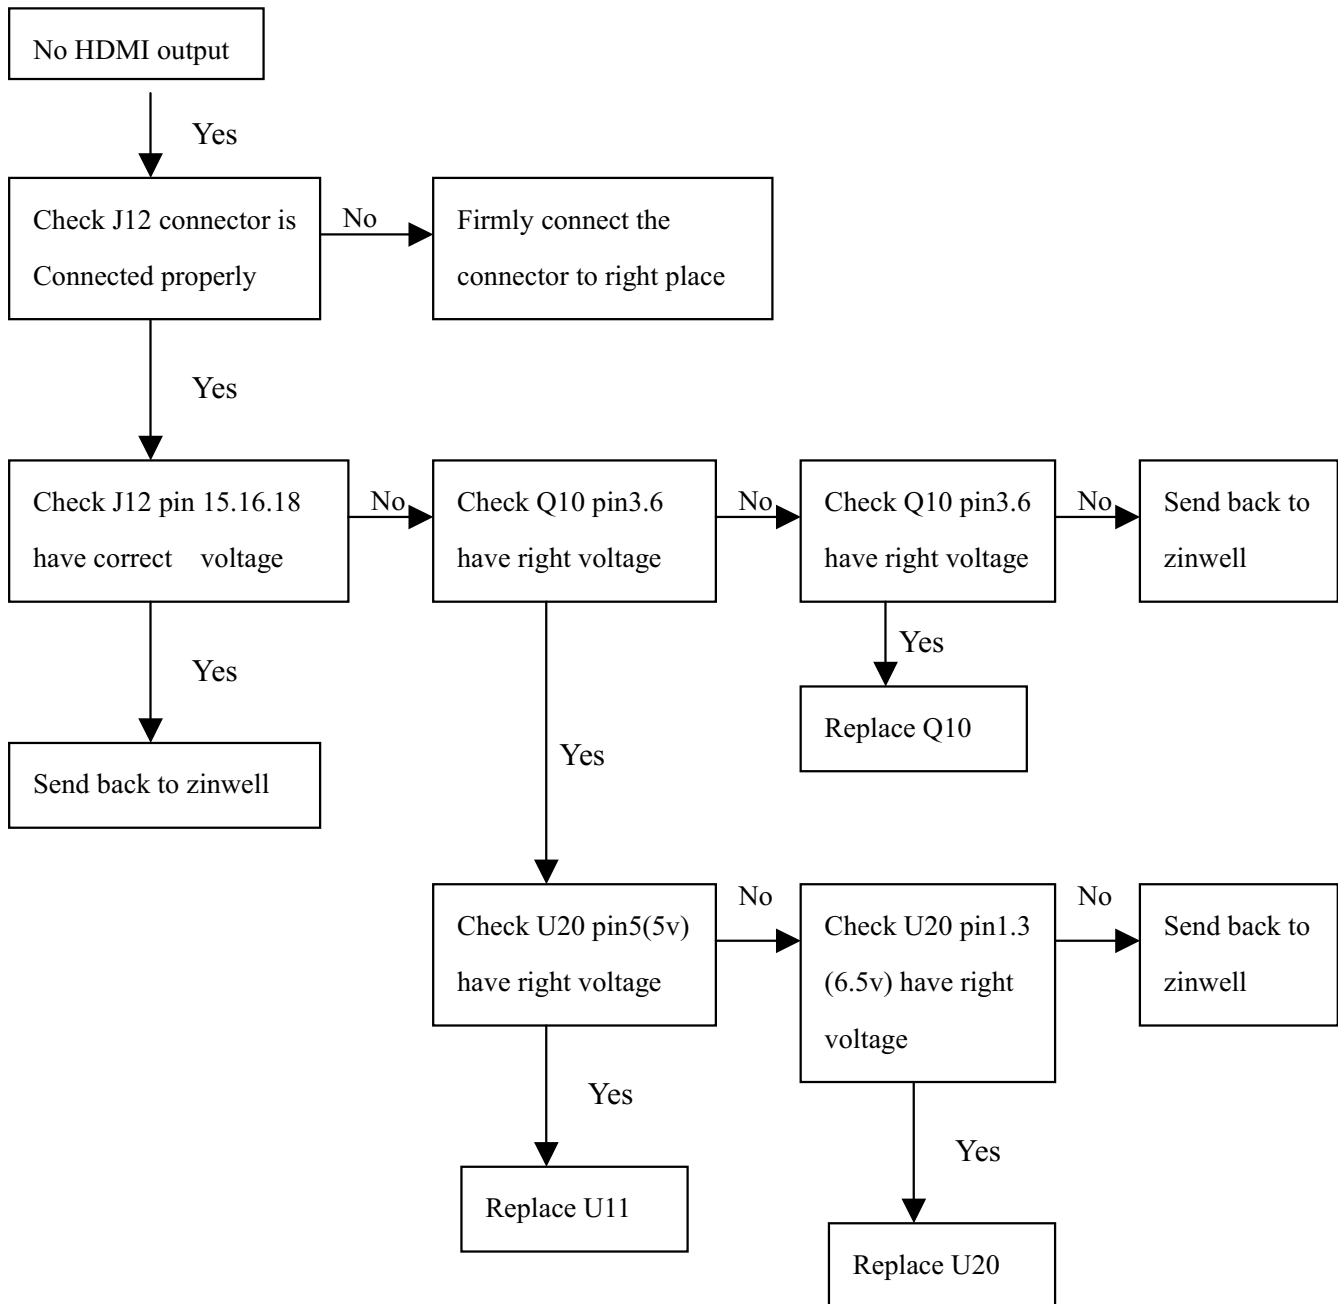 No HDMI output
Yes
Check J12 connector is
Connected properly
No
Firmly connect the
connector to right place
Yes
Check J12 pin 15.16.18
have correct voltage
No
Check Q10 pin3.6
have right voltage
No
Check Q10 pin3.6
have right voltage
No
Send back to
zinwell
Yes
Replace Q10
Yes
Send back to zinwell
Yes
Check U20 pin5(5v)
have right voltage
No
Check U20 pin1.3
(6.5v) have right
voltage
No
Send back to
zinwell
Yes
Replace U11
Yes
Replace U20